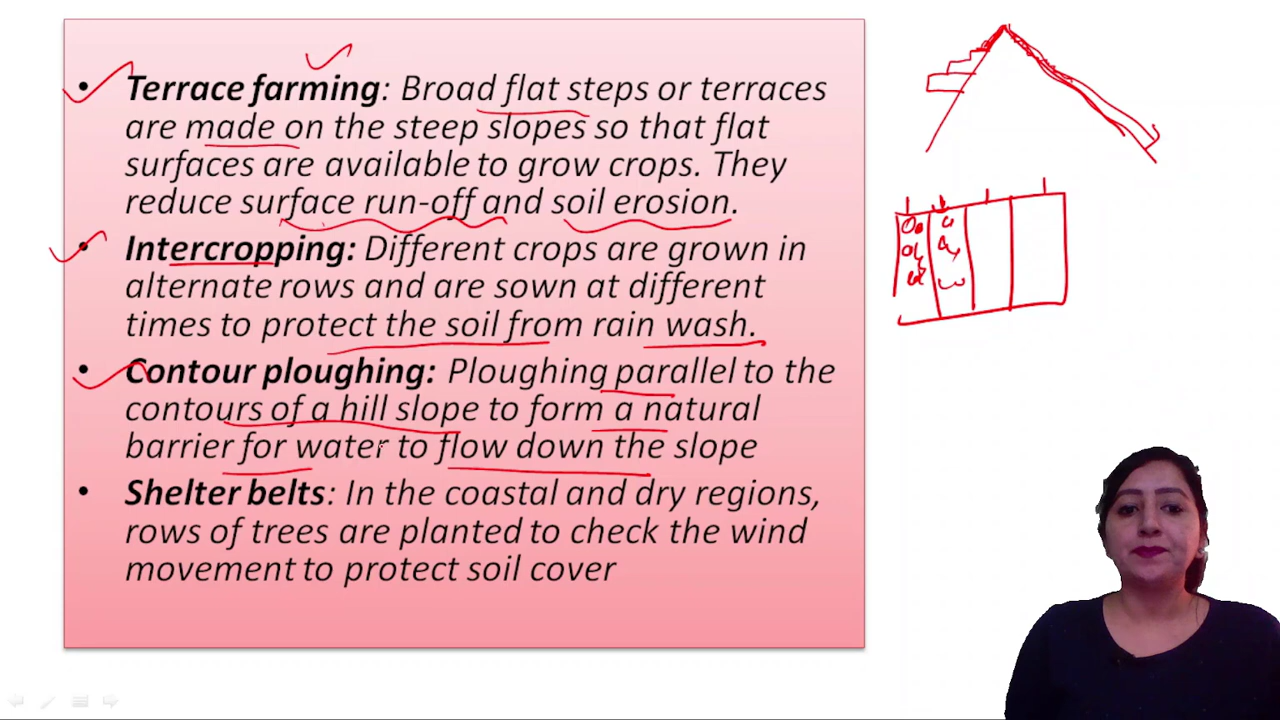 • Terrace farming: Broad flat steps or terraces
are made on the steep slopes so that flat
surfaces are available to grow crops. They
reduce surface run-off and soil erosion.
• Intercropping: Different crops are grown in
alternate rows and are sown at different
times to protect the soil from rain wash.
• Contour ploughing: Ploughing parallel to the
contours of a hill slope to form a natural
barrier for water to flow down the slope
• Shelter belts: In the coastal and dry regions,
rows of trees are planted to check the wind
movement to protect soil cover